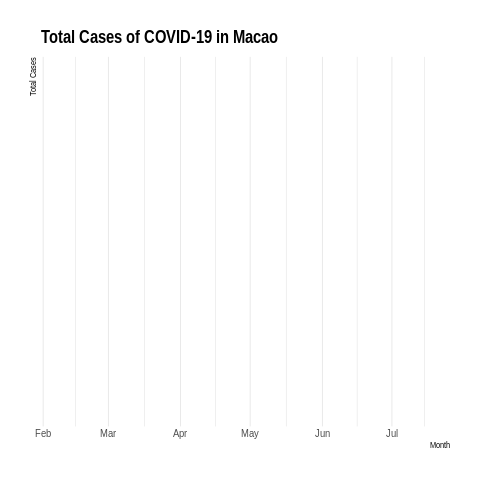 Total Cases of COVID-19 in Macao
Total Cases
Feb Mar Apr May Jun Jul
Month